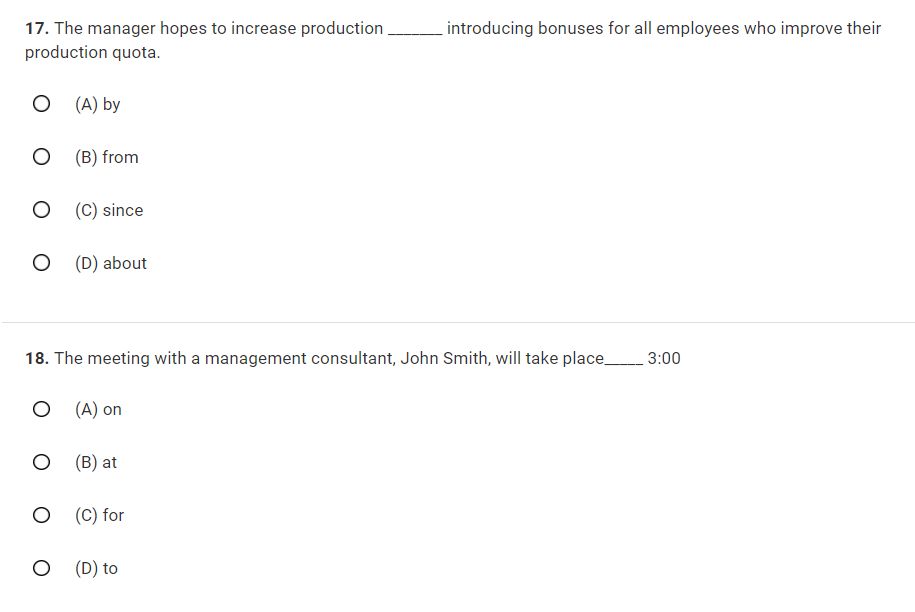 17. The manager hopes to increase production _______ introducing bonuses for all employees who improve their
production quota.
(A) by
(B) from
(C) since
(D) about
18. The meeting with a management consultant, John Smith, will take place_____ 3:00
(A) on
(B) at
(C) for
(D) to